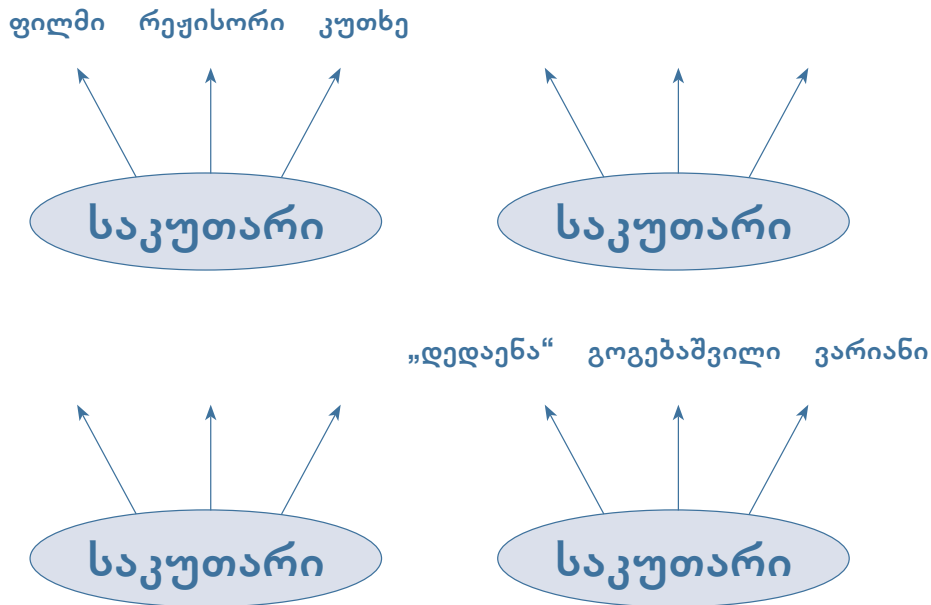 ფილმი რეჟისორი კუთხე
საკუთარი საკუთარი
„დედაენა“ გოგებაშვილი ვარიანი
საკუთარი საკუთარი